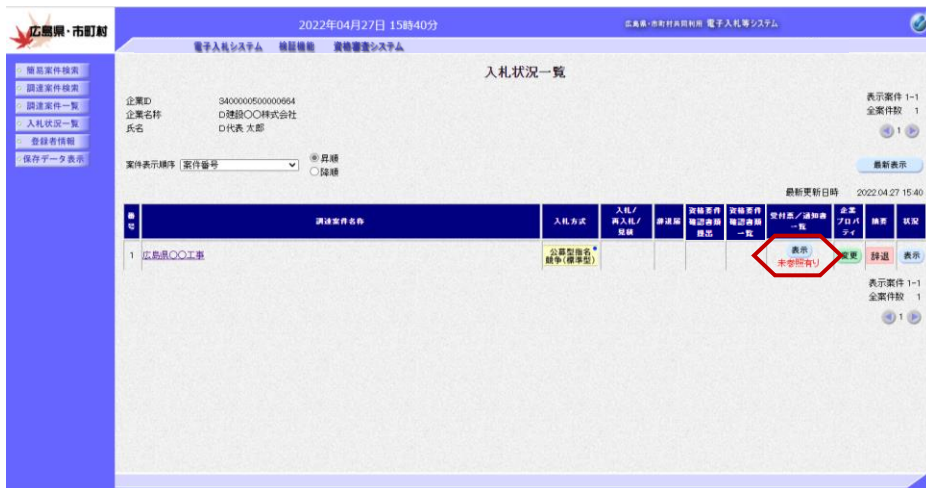 広島県・市町村
2022年04月27日 15時40分
広島県・市町村共同利用 電子入札等システム
電子入札システム 検証機能 資格審査システム
簡易案件検索
調達案件検索
調達案件一覧
入札状況一覧
登録者情報
保存データ表示
入札状況一覧
企業ID 3400000500000664
企業名称 D建設〇〇株式会社
氏名 D代表 太郎
表示案件 1-1
全案件数 1
1
案件表示順序 案件番号
昇順
降順
最新表示
最新更新日時 2022.04.27 15:40
番号 調達案件名称 入札方式 入札/再入札/見積 辞退届 資格要件確認書類提出 資格要件確認書類一覧 受付票/通知書一覧 企業プロパティ 摘要 状況
1 広島県〇〇工事 公募型指名競争(標準型) 表示 未参照有り 変更 辞退 表示
表示案件 1-1
全案件数 1
1